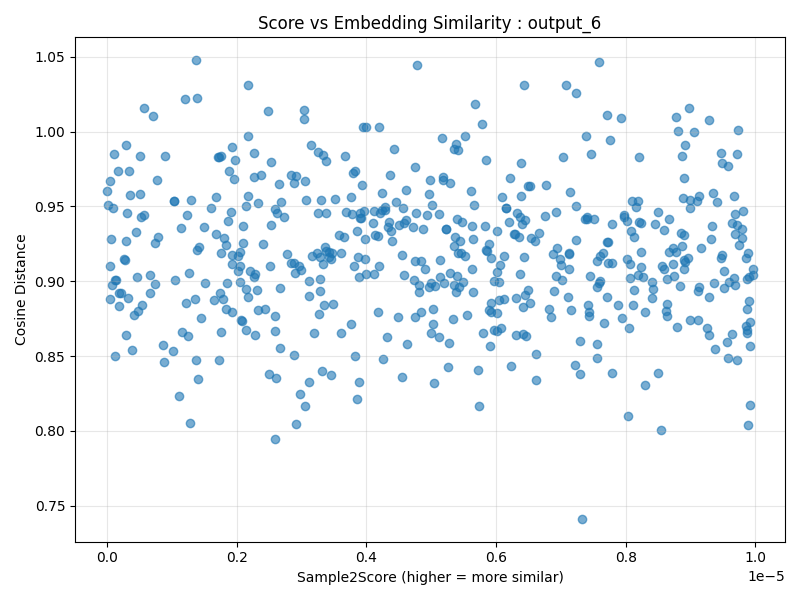 Score vs Embedding Similarity : output_6
Cosine Distance
1.05
1.00
0.95
0.90
0.85
0.80
0.75
0.0 0.2 0.4 0.6 0.8 1.0
1e−5
Sample2Score (higher = more similar)